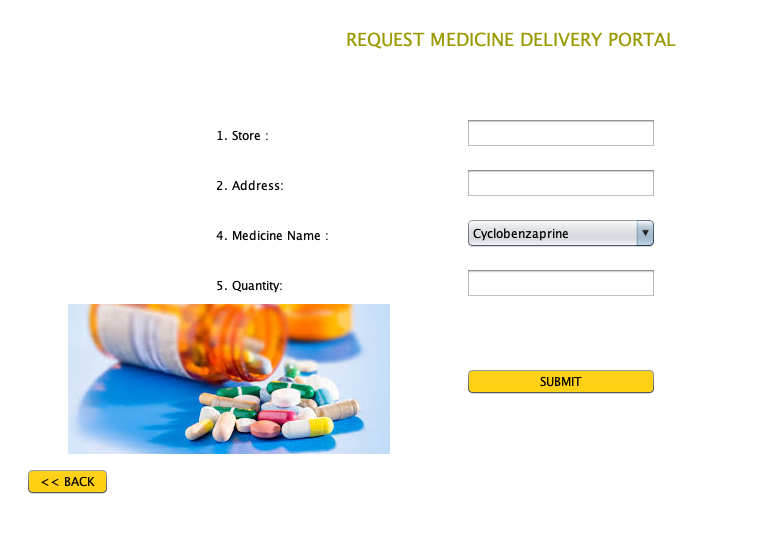 REQUEST MEDICINE DELIVERY PORTAL
1. Store :
2. Address:
4. Medicine Name :
Cyclobenzaprine
5. Quantity:
SUBMIT
<< BACK